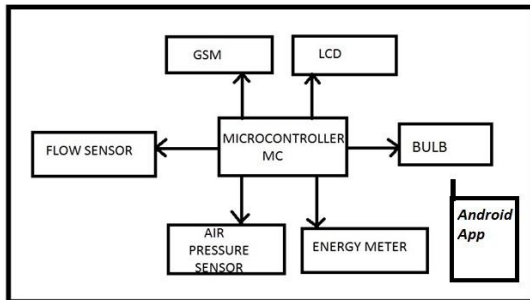 GSM
LCD
FLOW SENSOR
MICROCONTROLLER
MC
BULB
Android
App
AIR
PRESSURE
SENSOR
ENERGY METER